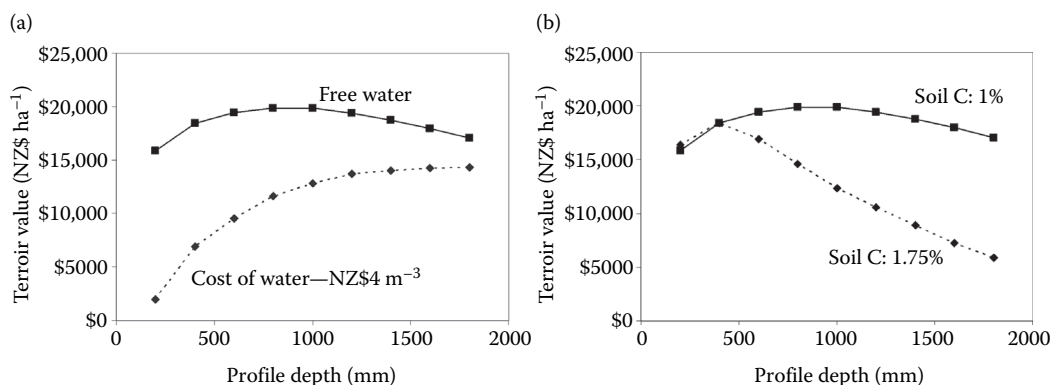 (a)
Terroir value (NZ$ ha⁻¹)
$25,000
$20,000
$15,000
$10,000
$5000
$0
Free water
Cost of water—NZ$4 m⁻³
0
500
1000
1500
2000
Profile depth (mm)
(b)
Terroir value (NZ$ ha⁻¹)
$25,000
$20,000
$15,000
$10,000
$5000
$0
Soil C: 1%
Soil C: 1.75%
0
500
1000
1500
2000
Profile depth (mm)